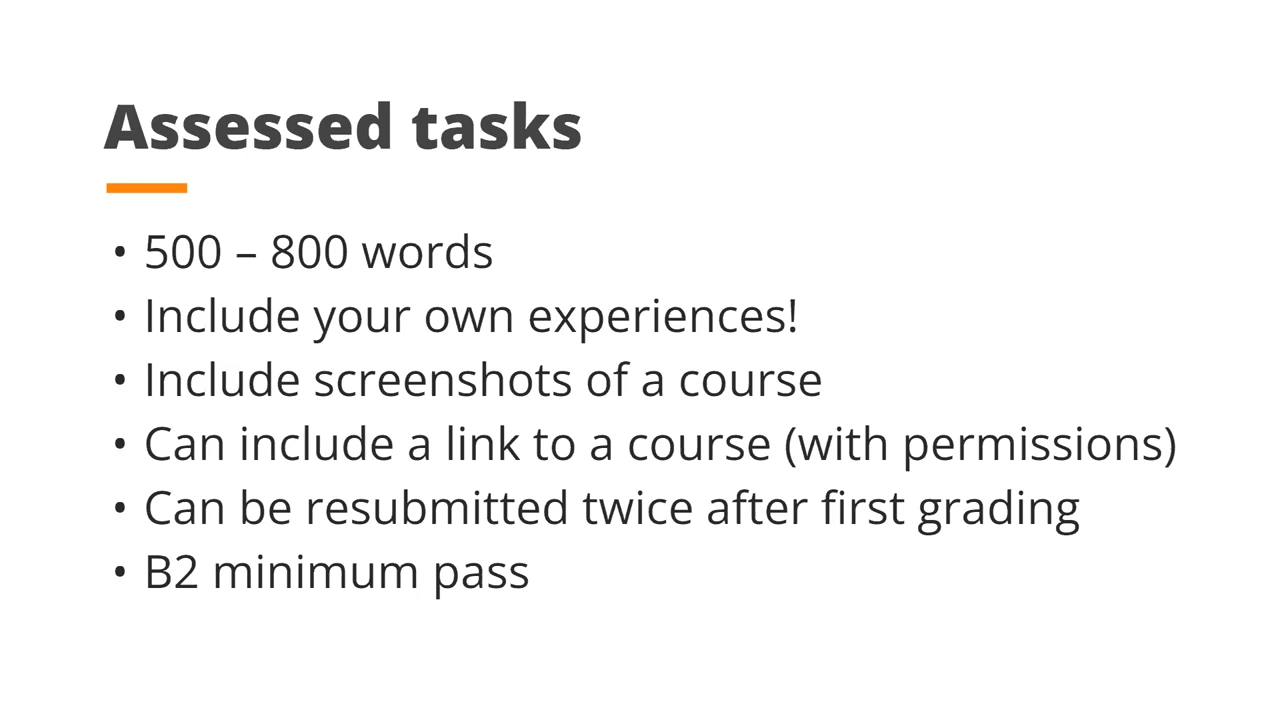 Assessed tasks
• 500 – 800 words
• Include your own experiences!
• Include screenshots of a course
• Can include a link to a course (with permissions)
• Can be resubmitted twice after first grading
• B2 minimum pass